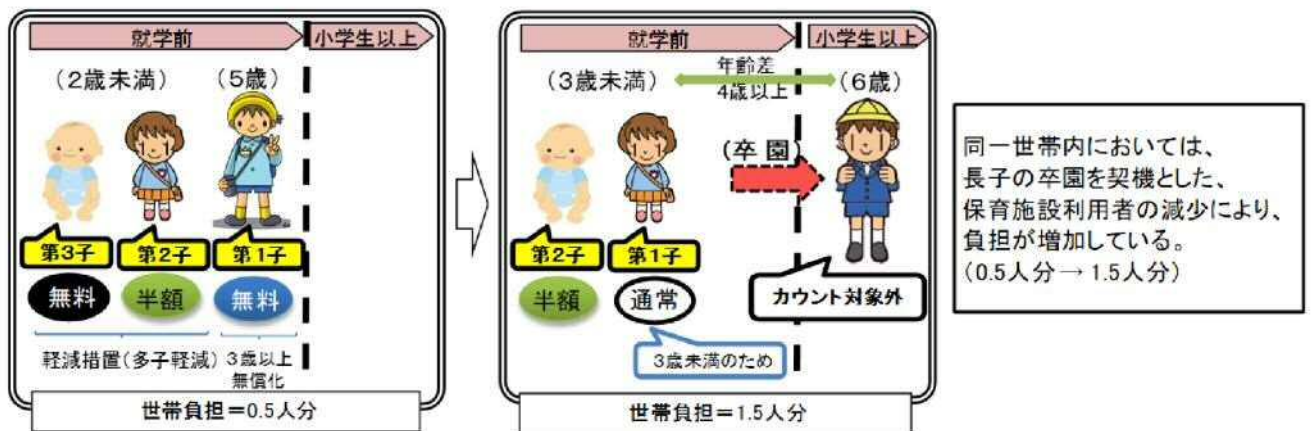 就学前
小学生以上
(2歳未満)
(5歳)
第3子
第2子
第1子
無料
半額
無料
軽減措置(多子軽減)
3歳以上
無償化
世帯負担=0.5人分
就学前
小学生以上
(3歳未満)
年齢差
4歳以上
(6歳)
(卒園)
第2子
第1子
半額
通常
カウント対象外
3歳未満のため
世帯負担=1.5人分
同一世帯内においては、
長子の卒園を契機とした、
保育施設利用者の減少により、
負担が増加している。
(0.5人分→1.5人分)